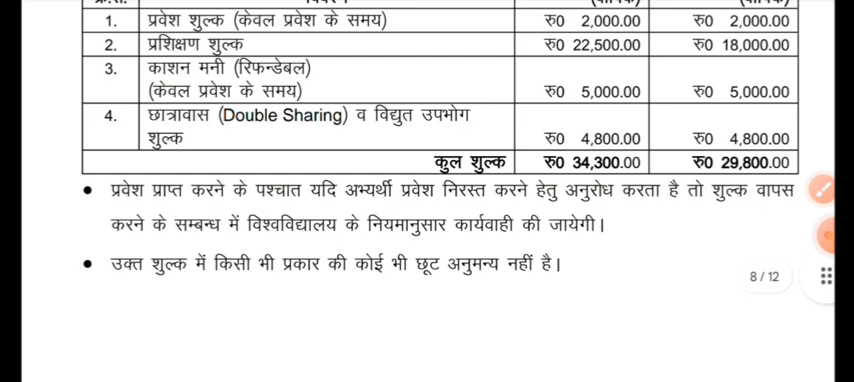 1. प्रवेश शुल्क (केवल प्रवेश के समय) रु0 2,000.00 रु0 2,000.00
2. प्रशिक्षण शुल्क रु0 22,500.00 रु0 18,000.00
3. काशन मनी (रिफन्डेबल)
(केवल प्रवेश के समय) रु0 5,000.00 रु0 5,000.00
4. छात्रावास (Double Sharing) व विद्युत उपभोग
शुल्क रु0 4,800.00 रु0 4,800.00
कुल शुल्क रु0 34,300.00 रु0 29,800.00
• प्रवेश प्राप्त करने के पश्चात यदि अभ्यर्थी प्रवेश निरस्त करने हेतु अनुरोध करता है तो शुल्क वापस
करने के सम्बन्ध में विश्वविद्यालय के नियमानुसार कार्यवाही की जायेगी।
• उक्त शुल्क में किसी भी प्रकार की कोई भी छूट अनुमन्य नहीं है।
8 / 12